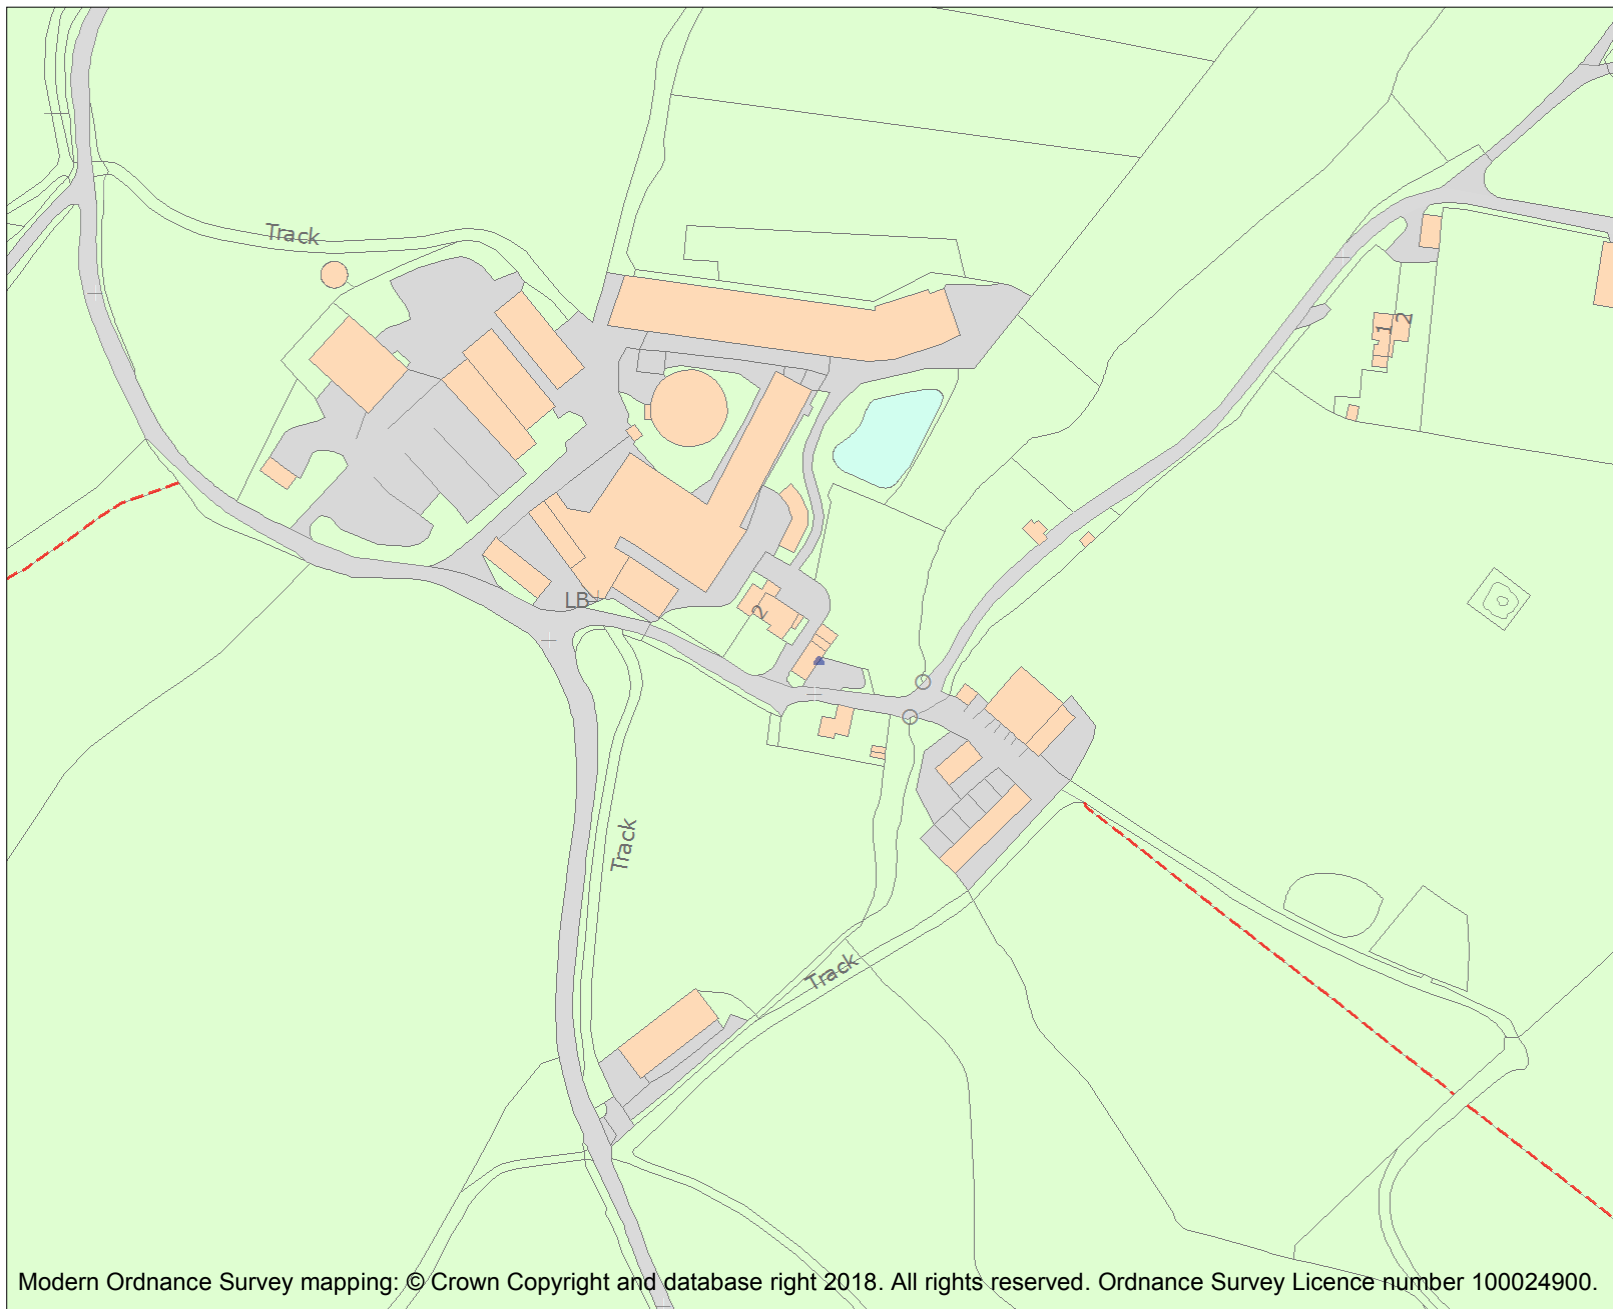 Track
1
2
LB
2
Track
Track
Modern Ordnance Survey mapping: © Crown Copyright and database right 2018. All rights reserved. Ordnance Survey Licence number 100024900.